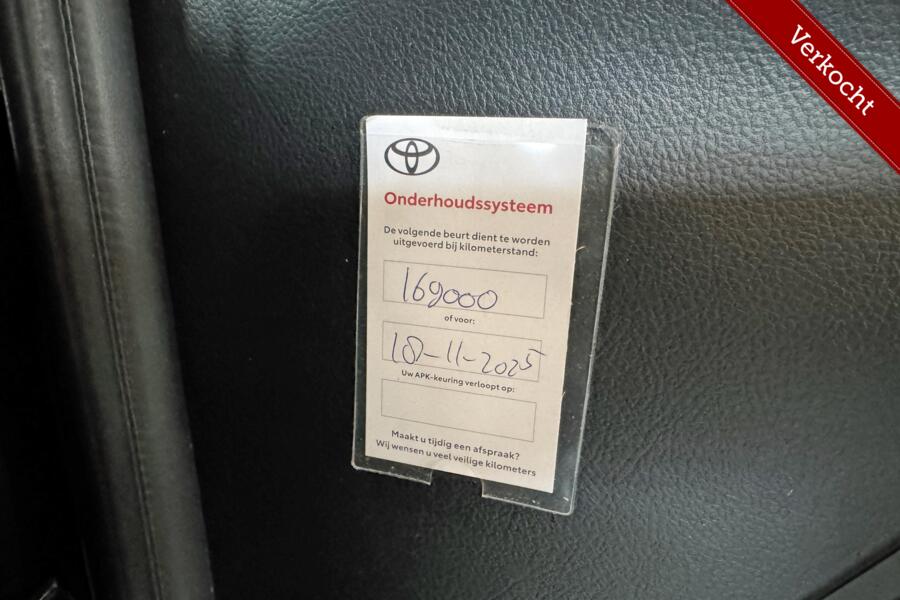 Verkocht
Onderhoudssysteem
De volgende beurt dient te worden
uitgevoerd bij kilometerstand:
169000
of voor:
18-11-2025
Uw APK-keuring verloopt op:
Maakt u tijdig een afspraak?
Wij wensen u veel veilige kilometers